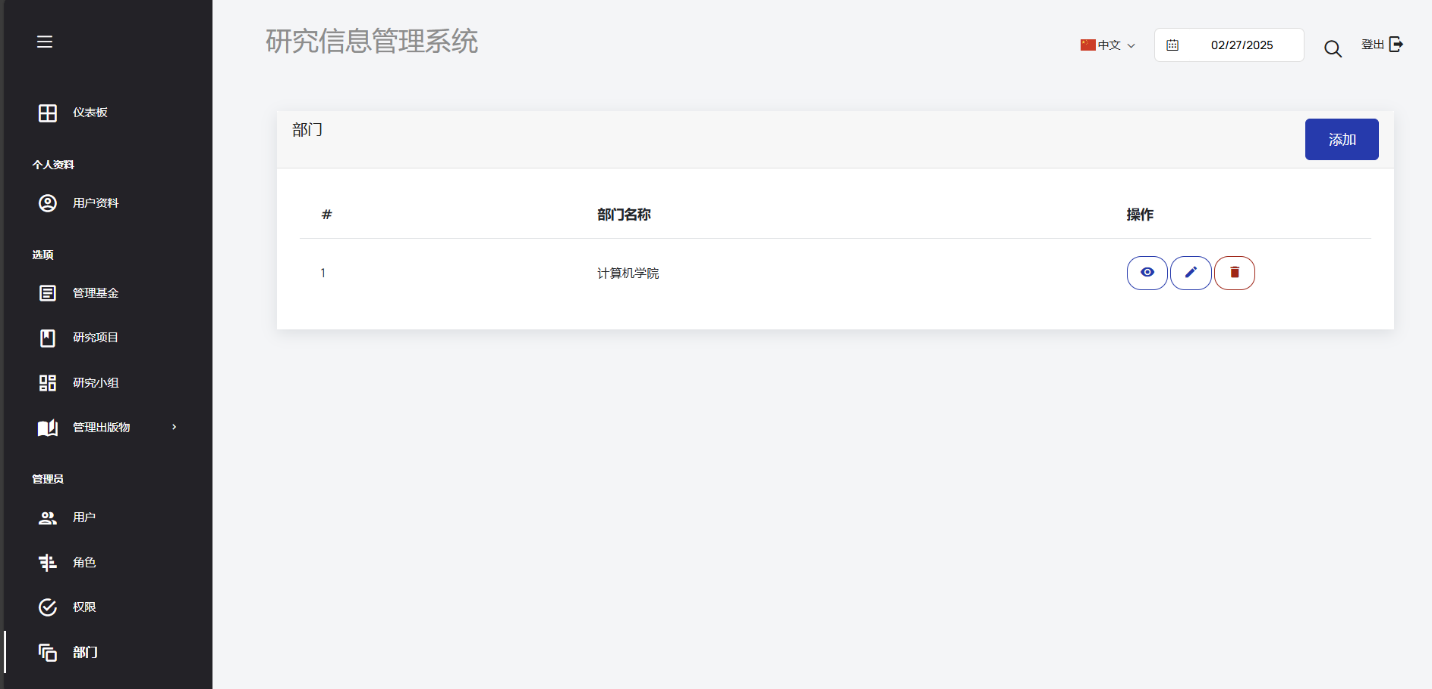 研究信息管理系统
中文
02/27/2025
登出
仪表板
个人资料
用户资料
选项
管理基金
研究项目
研究小组
管理出版物
管理员
用户
角色
权限
部门
部门
添加
# 部门名称 操作
1 计算机学院